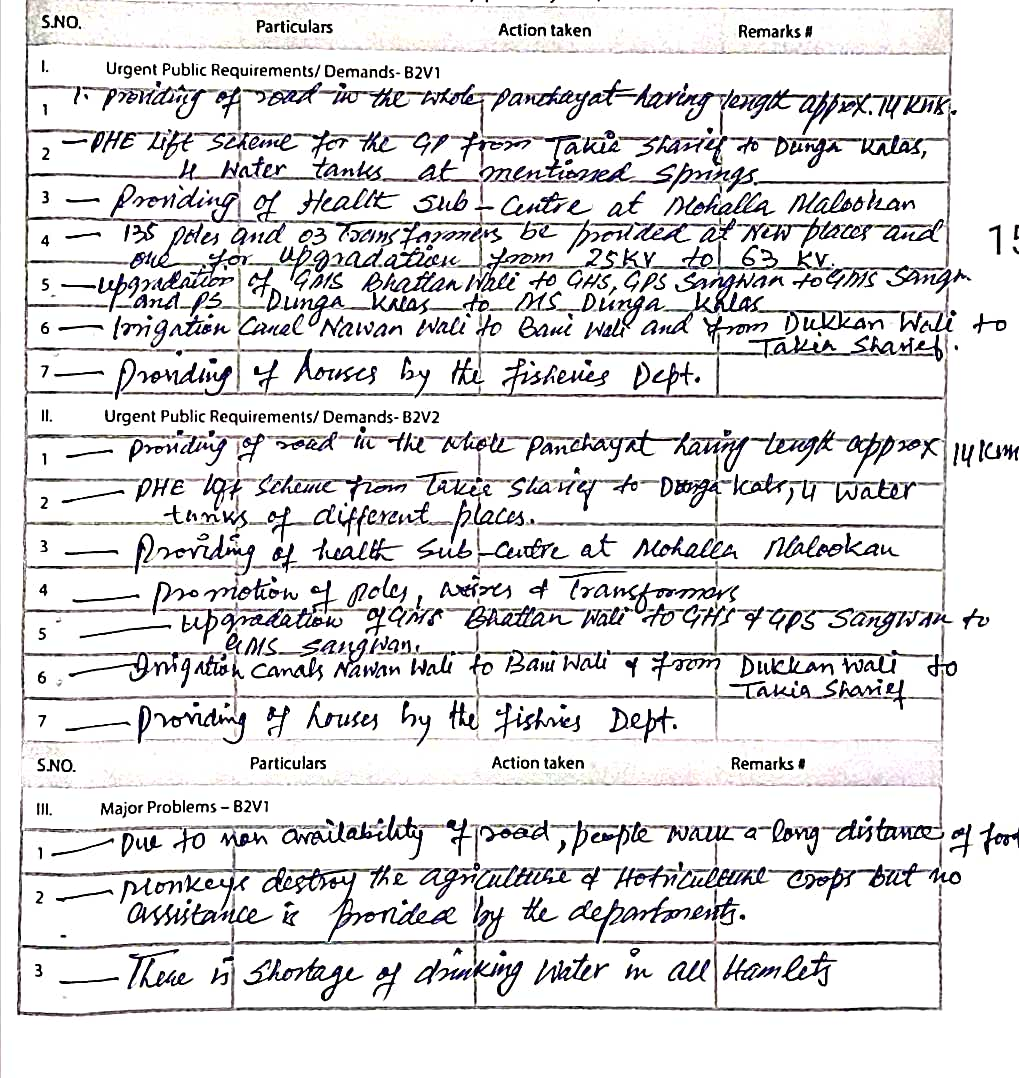 S.NO. Particulars Action taken Remarks #
I. Urgent Public Requirements/ Demands- B2V1
1 1. Providing of road in the whole Panchayat having length approx. 14 KMs.
2 — PHE Lift Scheme for the GP from Takia Sharief to Dunga Kalas,
4 Water tanks at mentioned Springs.
3 — Providing of Health Sub-Centre at Mohalla Malookan
4 — 135 Poles and 03 Transformers be provided at New places and
one for upgradation from 25KV to 63 KV.
15
5 — upgradation of GMS Bhattan Wali to GHS, GPS Sangwan to GMS Sangw
and PS Dunga Kalas to MS Dunga Kalas
6 — Irrigation Canal Nawan Wali to Bani Wali and from Dukkan Wali to
Takia Sharief.
7 — Providing of houses by the fisheries Dept.
II. Urgent Public Requirements/ Demands- B2V2
1 — Providing of road in the whole Panchayat having length approx 14 Kms
2 — PHE lift Scheme from Takia Sharief to Dunga Kals, 4 Water
tanks of different places.
3 — Providing of health Sub-Centre at Mohalla Malookan
4 — promotion of poles, wires & Transformers
5 — upgradation of GMS Bhattan Wali to GHS & GPS Sangwan to
GMS Sangwan.
6 — Irrigation Canals Nawan Wali to Bani Wali & from Dukkan Wali to
Takia Sharief
7 — Providing of houses by the fishries Dept.
S.NO. Particulars Action taken Remarks #
III. Major Problems – B2V1
1 — Due to non availability of road, people walk a long distance of foot
2 — Monkeys destroy the agriculture & Hotriculture crops but no
assistance is provided by the departments.
3 — There is Shortage of drinking Water in all Hamlets